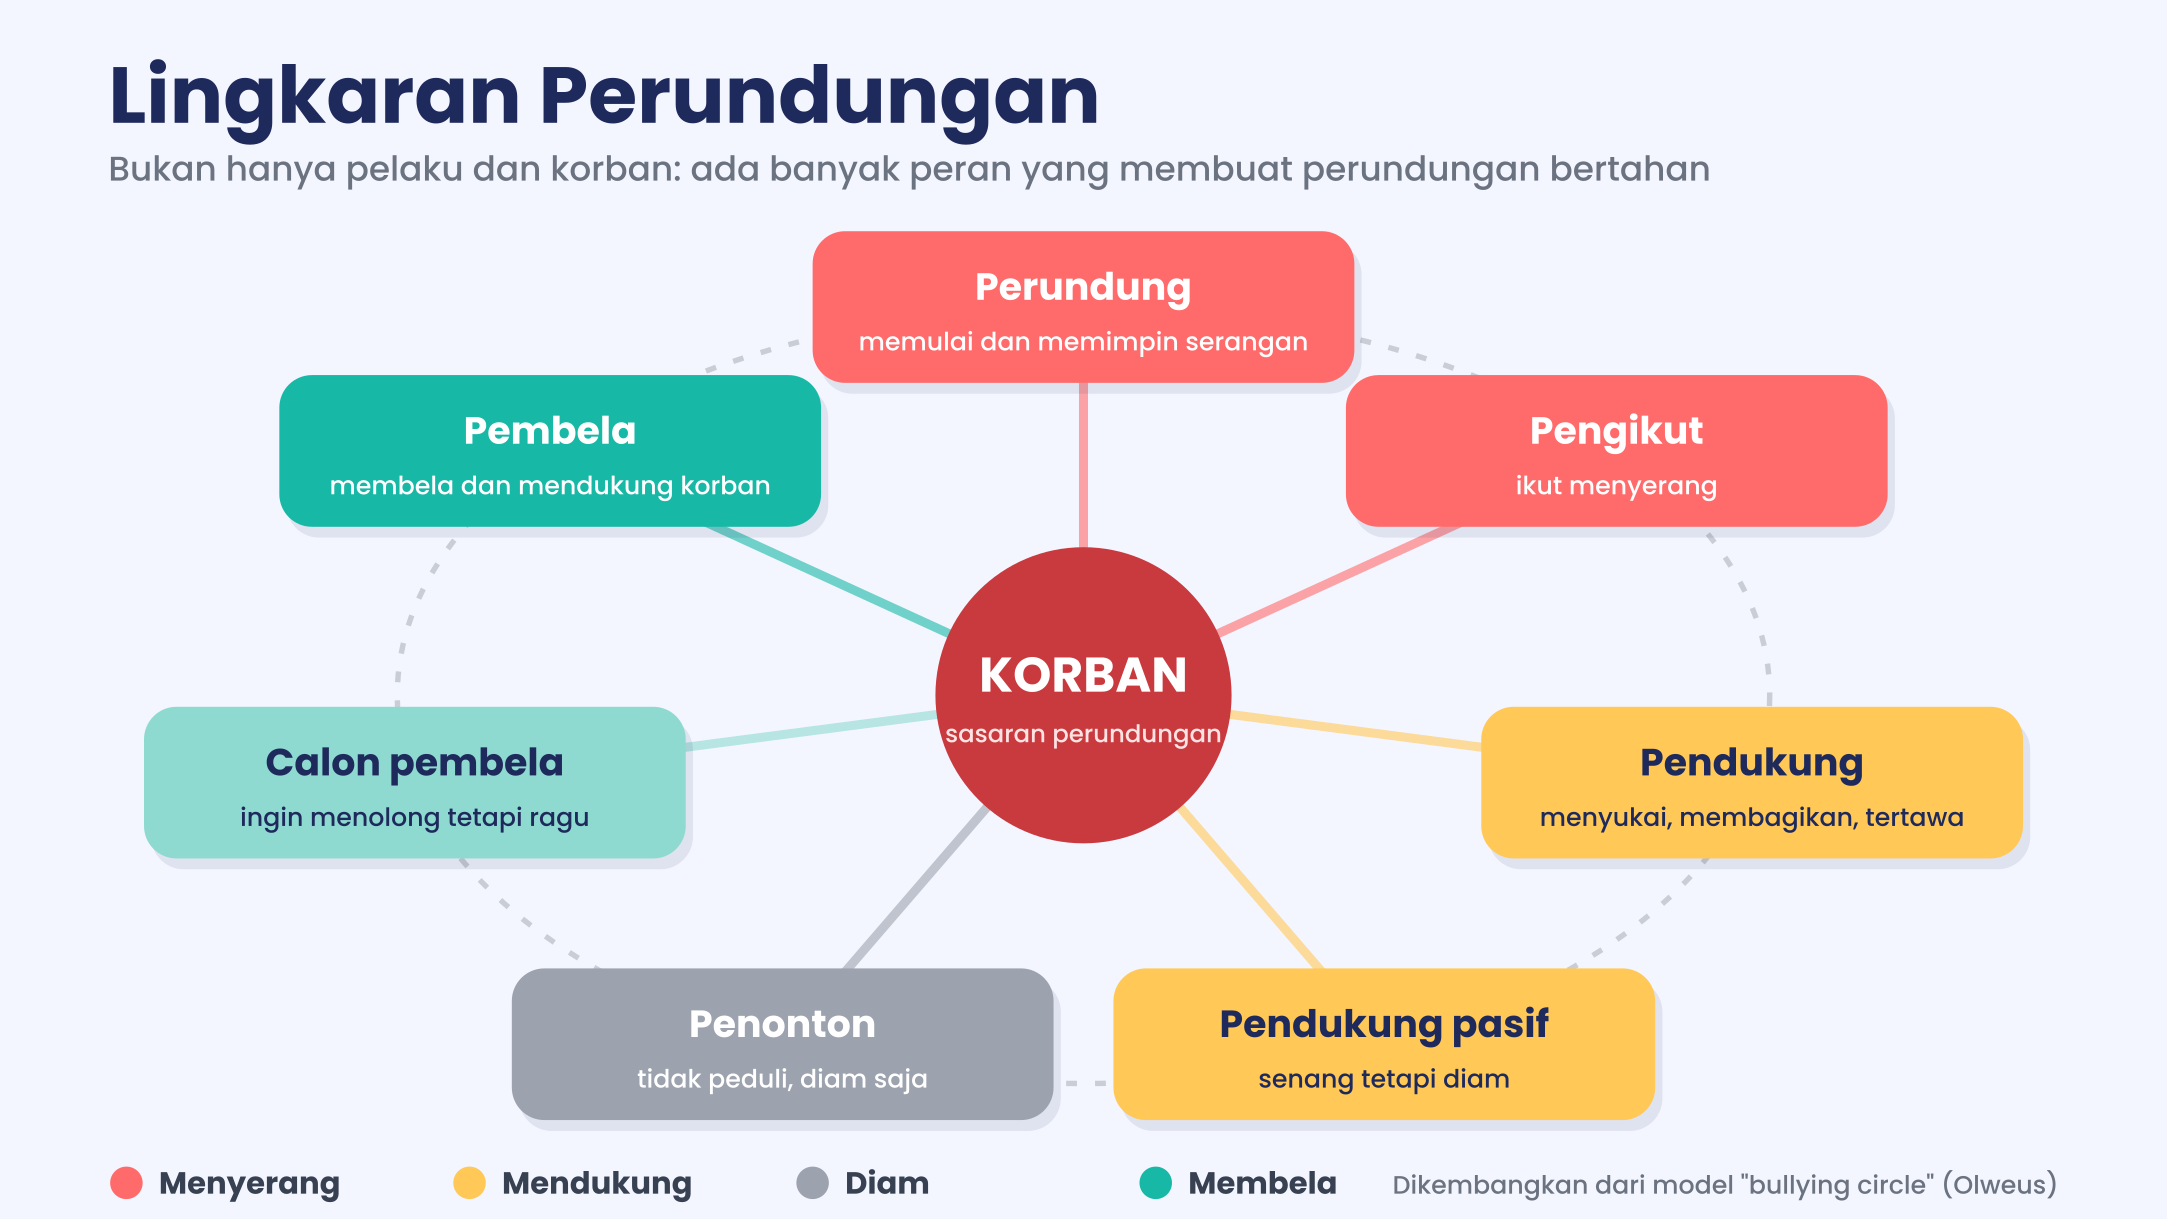 Lingkaran Perundungan
Bukan hanya pelaku dan korban: ada banyak peran yang membuat perundungan bertahan
Perundung
memulai dan memimpin serangan
Pembela
membela dan mendukung korban
Pengikut
ikut menyerang
KORBAN
sasaran perundungan
Calon pembela
ingin menolong tetapi ragu
Pendukung
menyukai, membagikan, tertawa
Penonton
tidak peduli, diam saja
Pendukung pasif
senang tetapi diam
Menyerang
Mendukung
Diam
Membela
Dikembangkan dari model "bullying circle" (Olweus)